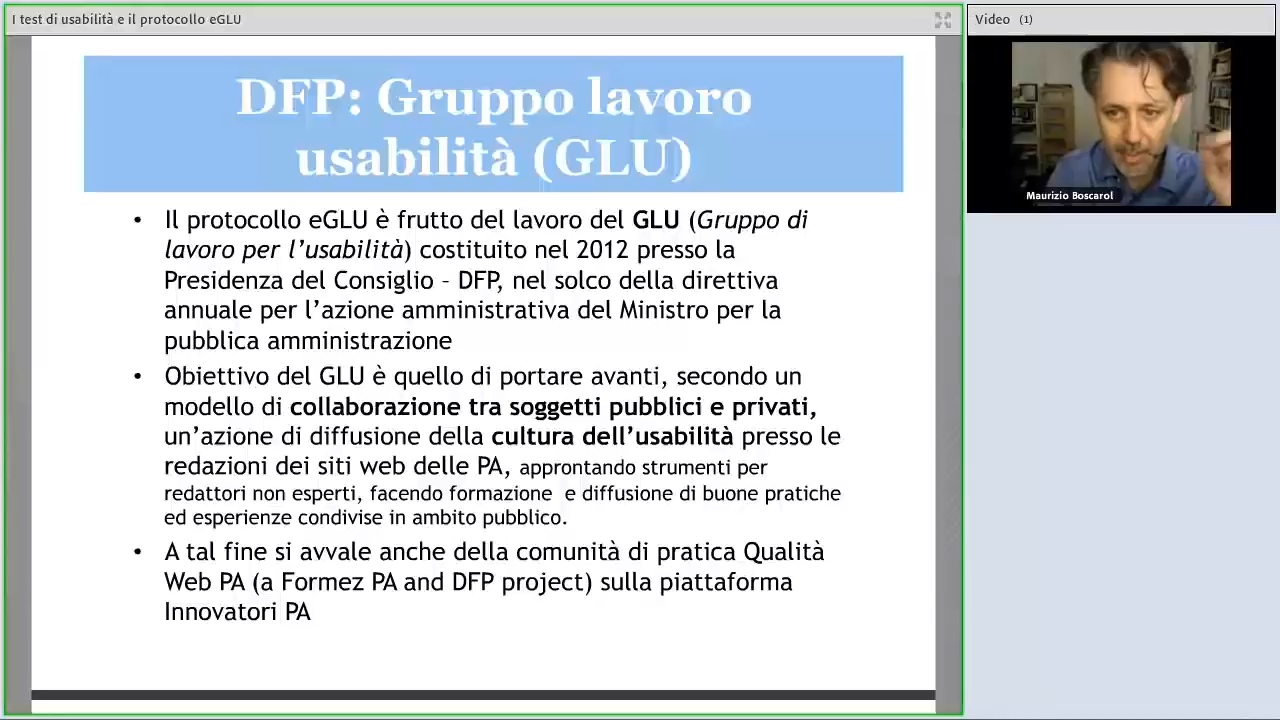 I test di usabilità e il protocollo eGLU
Video (1)
Maurizio Boscarol
DFP: Gruppo lavoro
usabilità (GLU)
• Il protocollo eGLU è frutto del lavoro del GLU (Gruppo di
lavoro per l’usabilità) costituito nel 2012 presso la
Presidenza del Consiglio – DFP, nel solco della direttiva
annuale per l’azione amministrativa del Ministro per la
pubblica amministrazione
• Obiettivo del GLU è quello di portare avanti, secondo un
modello di collaborazione tra soggetti pubblici e privati,
un’azione di diffusione della cultura dell’usabilità presso le
redazioni dei siti web delle PA, approntando strumenti per
redattori non esperti, facendo formazione e diffusione di buone pratiche
ed esperienze condivise in ambito pubblico.
• A tal fine si avvale anche della comunità di pratica Qualità
Web PA (a Formez PA and DFP project) sulla piattaforma
Innovatori PA